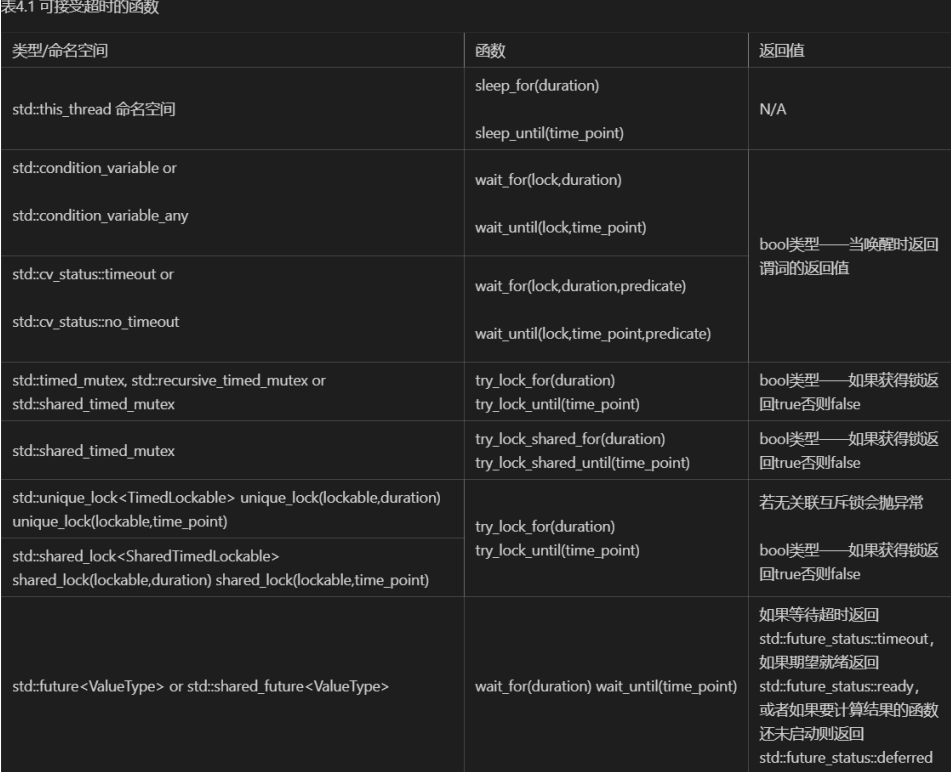 表4.1 可接受超时的函数
类型/命名空间
函数
返回值
std::this_thread 命名空间
sleep_for(duration)
sleep_until(time_point)
N/A
std::condition_variable or
std::condition_variable_any
wait_for(lock,duration)
wait_until(lock,time_point)
bool类型——当唤醒时返回
谓词的返回值
std::cv_status::timeout or
std::cv_status::no_timeout
wait_for(lock,duration,predicate)
wait_until(lock,time_point,predicate)
std::timed_mutex, std::recursive_timed_mutex or
std::shared_timed_mutex
try_lock_for(duration)
try_lock_until(time_point)
bool类型——如果获得锁返
回true否则false
std::shared_timed_mutex
try_lock_shared_for(duration)
try_lock_shared_until(time_point)
bool类型——如果获得锁返
回true否则false
std::unique_lock<TimedLockable> unique_lock(lockable,duration)
unique_lock(lockable,time_point)
try_lock_for(duration)
try_lock_until(time_point)
若无关联互斥锁会抛异常
bool类型——如果获得锁返
回true否则false
std::shared_lock<SharedTimedLockable>
shared_lock(lockable,duration) shared_lock(lockable,time_point)
std::future<ValueType> or std::shared_future<ValueType>
wait_for(duration) wait_until(time_point)
如果等待超时返回
std::future_status::timeout，
如果期望就绪返回
std::future_status::ready，
或者如果要计算结果的函数
还未启动则返回
std::future_status::deferred